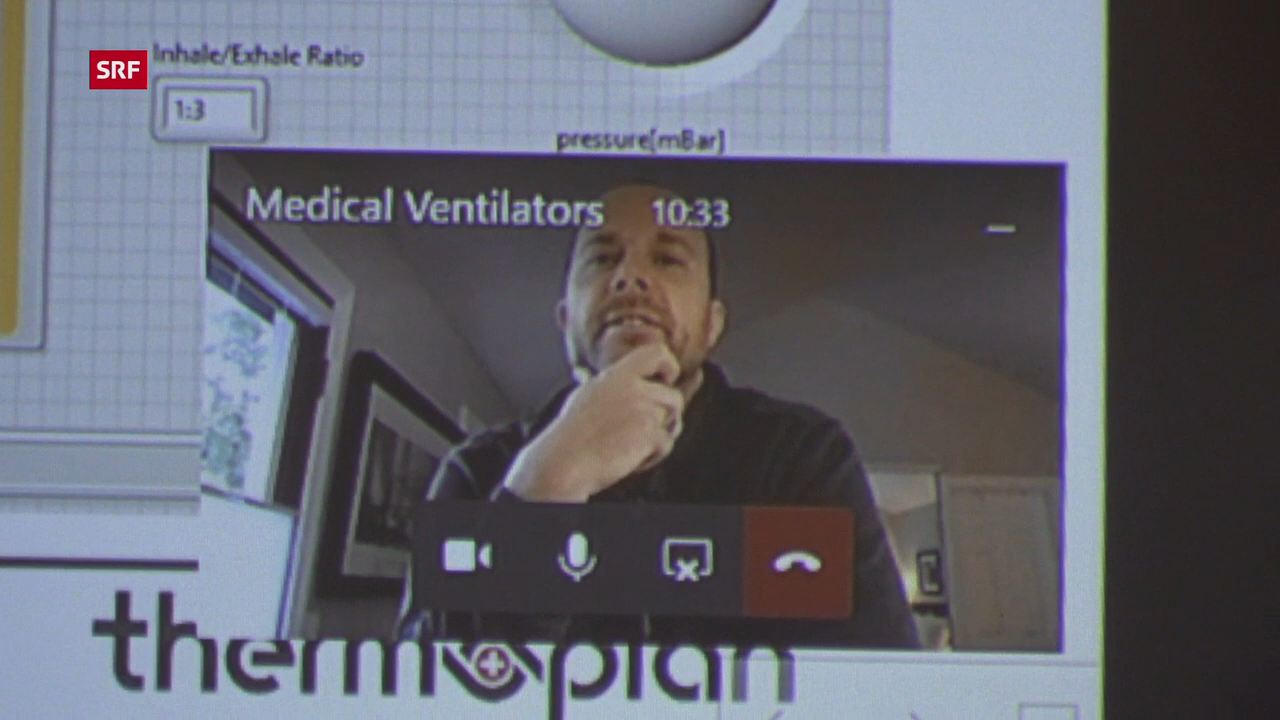 Inhale/Exhale Ratio
SRF
1:3
pressure[mBar]
Medical Ventilators 10:33
thermoplan